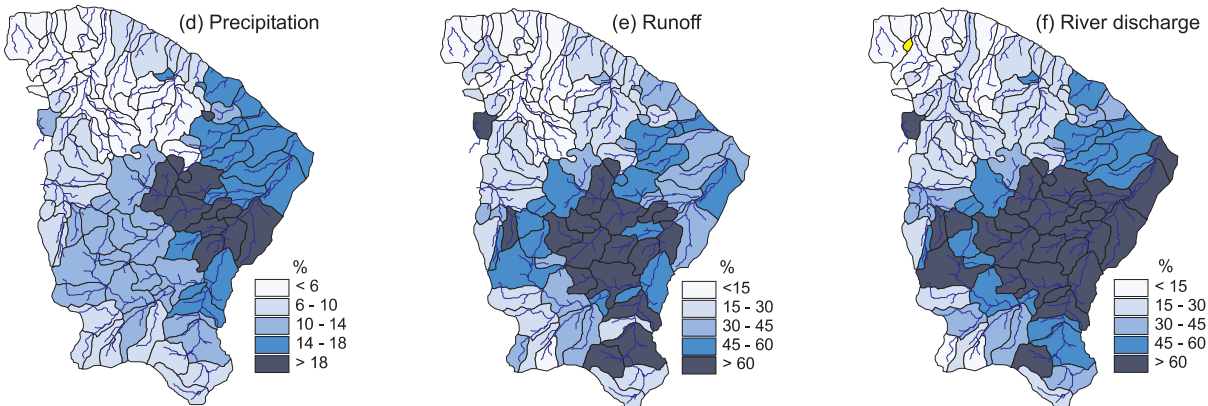 (d) Precipitation
%
< 6
6 - 10
10 - 14
14 - 18
> 18
(e) Runoff
%
<15
15 - 30
30 - 45
45 - 60
> 60
(f) River discharge
%
< 15
15 - 30
30 - 45
45 - 60
> 60